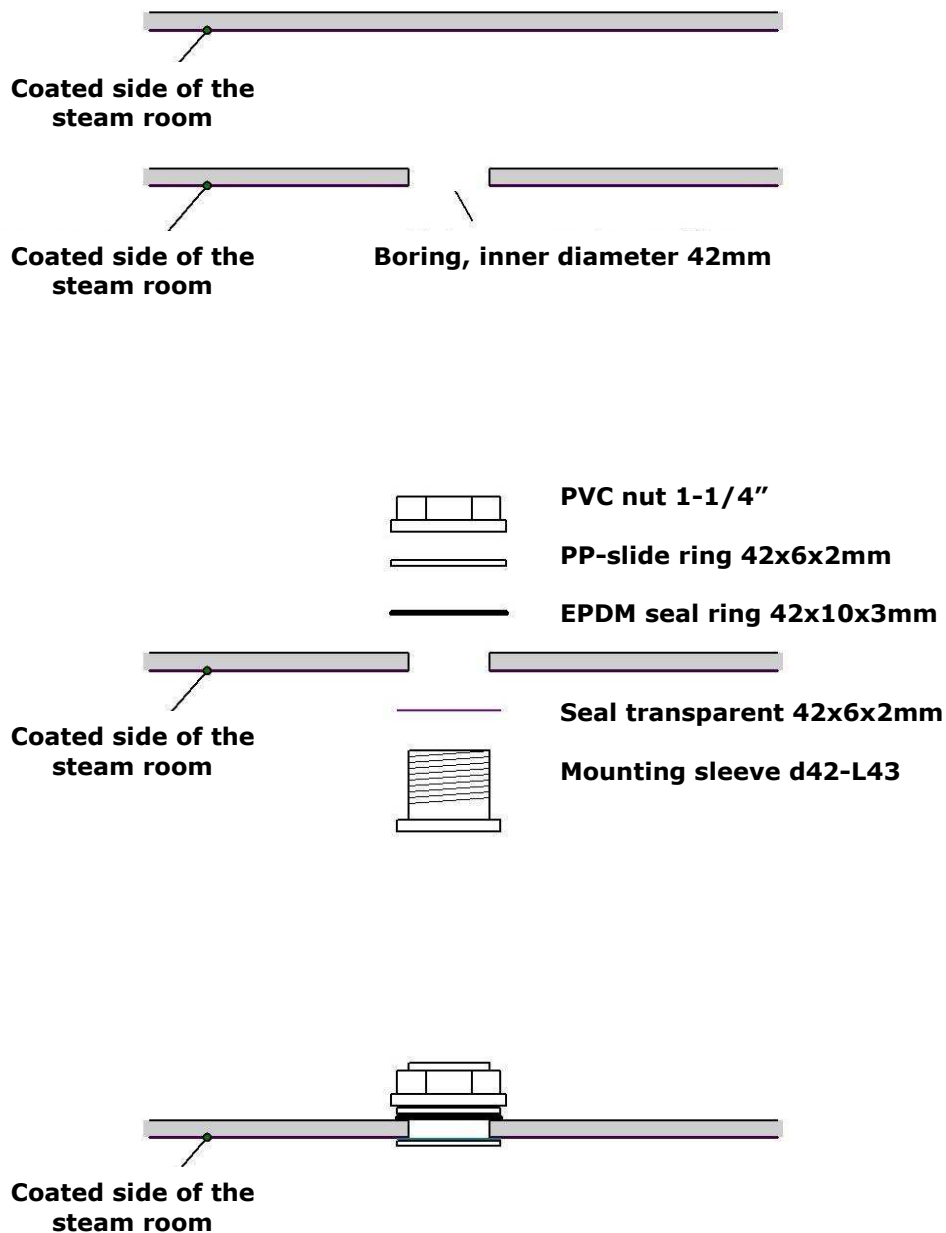 Coated side of the
steam room
Coated side of the
steam room
Boring, inner diameter 42mm
PVC nut 1-1/4”
PP-slide ring 42x6x2mm
EPDM seal ring 42x10x3mm
Coated side of the
steam room
Seal transparent 42x6x2mm
Mounting sleeve d42-L43
Coated side of the
steam room